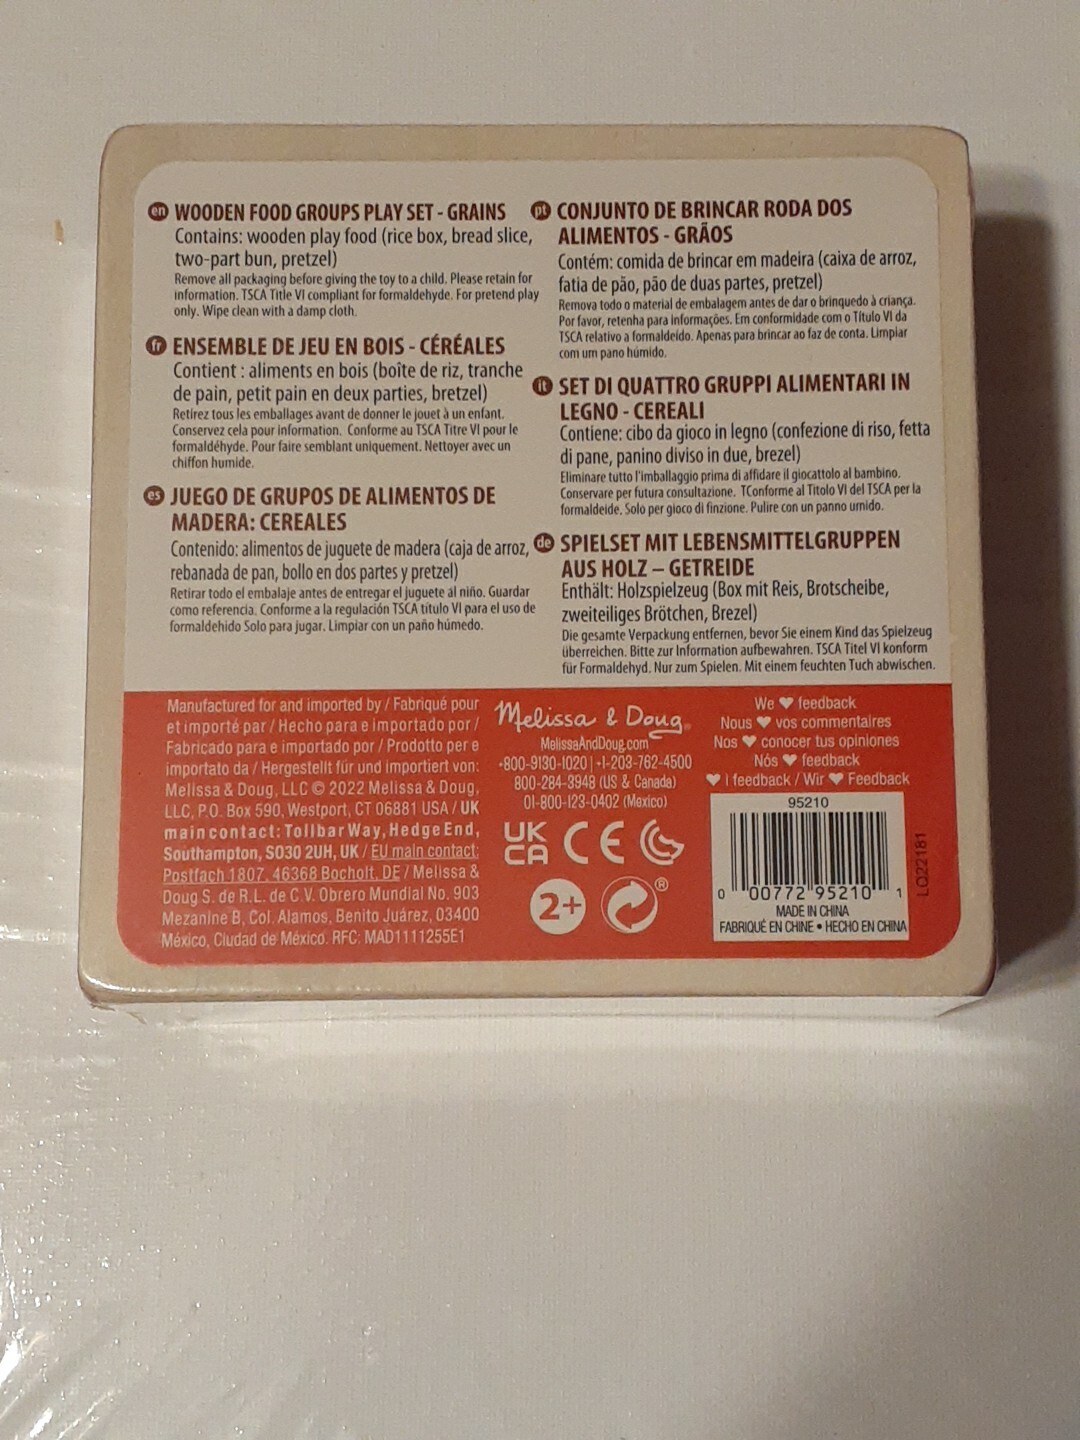 en WOODEN FOOD GROUPS PLAY SET - GRAINS
Contains: wooden play food (rice box, bread slice,
two-part bun, pretzel)
Remove all packaging before giving the toy to a child. Please retain for
information. TSCA Title VI compliant for formaldehyde. For pretend play
only. Wipe clean with a damp cloth.
fr ENSEMBLE DE JEU EN BOIS - CÉRÉALES
Contient : aliments en bois (boîte de riz, tranche
de pain, petit pain en deux parties, bretzel)
Retirez tous les emballages avant de donner le jouet à un enfant.
Conservez cela pour information. Conforme au TSCA Titre VI pour le
formaldéhyde. Pour faire semblant uniquement. Nettoyer avec un
chiffon humide.
es JUEGO DE GRUPOS DE ALIMENTOS DE
MADERA: CEREALES
Contenido: alimentos de juguete de madera (caja de arroz,
rebanada de pan, bollo en dos partes y pretzel)
Retirar todo el embalaje antes de entregar el juguete al niño. Guardar
como referencia. Conforme a la regulación TSCA título VI para el uso de
formaldehido Solo para jugar. Limpiar con un paño húmedo.
pt CONJUNTO DE BRINCAR RODA DOS
ALIMENTOS - GRÃOS
Contém: comida de brincar em madeira (caixa de arroz,
fatia de pão, pão de duas partes, pretzel)
Remova todo o material de embalagem antes de dar o brinquedo à criança.
Por favor, retenha para informações. Em conformidade com o Título VI da
TSCA relativo a formaldeído. Apenas para brincar ao faz de conta. Limpiar
com um pano húmido.
it SET DI QUATTRO GRUPPI ALIMENTARI IN
LEGNO - CEREALI
Contiene: cibo da gioco in legno (confezione di riso, fetta
di pane, panino diviso in due, brezel)
Eliminare tutto l'imballaggio prima di affidare il giocattolo al bambino.
Conservare per futura consultazione. TConforme al Titolo VI del TSCA per la
formaldeide. Solo per gioco di finzione. Pulire con un panno umido.
de SPIELSET MIT LEBENSMITTELGRUPPEN
AUS HOLZ – GETREIDE
Enthält: Holzspielzeug (Box mit Reis, Brotscheibe,
zweiteiliges Brötchen, Brezel)
Die gesamte Verpackung entfernen, bevor Sie einem Kind das Spielzeug
überreichen. Bitte zur Information aufbewahren. TSCA Titel VI konform
für Formaldehyd. Nur zum Spielen. Mit einem feuchten Tuch abwischen.
Manufactured for and imported by / Fabriqué pour
et importé par / Hecho para e importado por /
Fabricado para e importado por / Prodotto per e
importato da / Hergestellt für und importiert von:
Melissa & Doug, LLC © 2022 Melissa & Doug,
LLC, P.O. Box 590, Westport, CT 06881 USA / UK
main contact: Tollbar Way, Hedge End,
Southampton, SO30 2UH, UK / EU main contact:
Postfach 1807, 46368 Bocholt, DE / Melissa &
Doug S. de R.L. de C.V. Obrero Mundial No. 903
Mezanine B, Col. Alamos, Benito Juárez, 03400
México, Ciudad de México. RFC: MAD1111255E1
Melissa & Doug®
MelissaAndDoug.com
+800-9130-1020 | +1-203-762-4500
800-284-3948 (US & Canada)
01-800-123-0402 (Mexico)
UK CA CE
2+ ®
We ♥ feedback
Nous ♥ vos commentaires
Nos ♥ conocer tus opiniones
Nós ♥ feedback
♥ I feedback / Wir ♥ Feedback
95210
0 00772 95210 1
MADE IN CHINA
FABRIQUÉ EN CHINE • HECHO EN CHINA
LQ22181